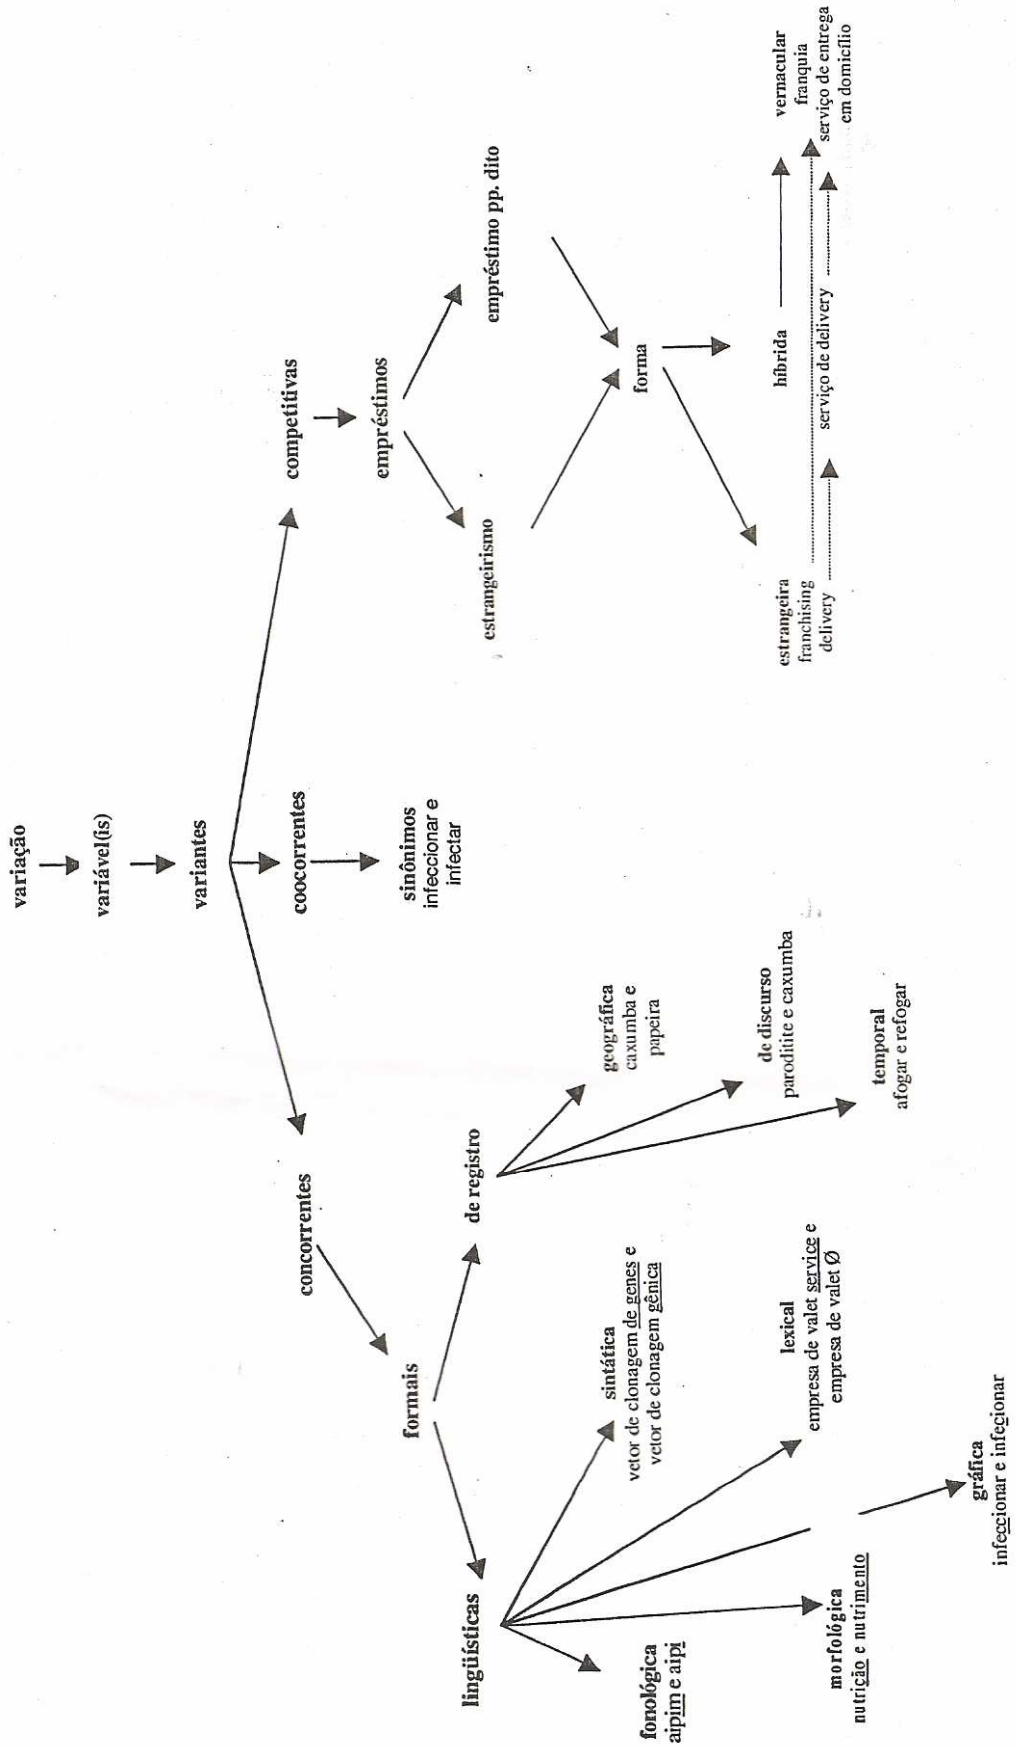 variação
variável(is)
variantes
concorrentes
coocorrentes
competitivas
formais
sinônimos
infeccionar e
infectar
empréstimos
lingüísticas
de registro
estrangeirismo
empréstimo pp. dito
fonológica
aipim e aipi
sintática
vetor de clonagem de genes e
vetor de clonagem gênica
geográfica
caxumba e
papeira
forma
morfológica
nutrição e nutrimento
lexical
empresa de valet service e
empresa de valet Ø
de discurso
paroditite e caxumba
estrangeira
franchising
delivery
híbrida
serviço de delivery
vernacular
franquia
serviço de entrega
em domicílio
gráfica
infeccionar e infecionar
temporal
afogar e refogar